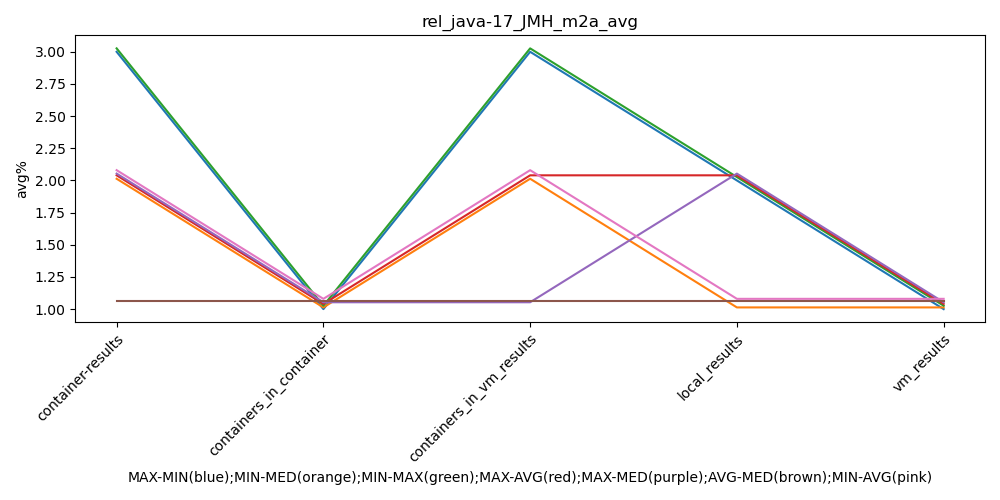 rel_java-17_JMH_m2a_avg
avg%
3.00
2.75
2.50
2.25
2.00
1.75
1.50
1.25
1.00
container-results
containers_in_container
containers_in_vm_results
local_results
vm_results
MAX-MIN(blue);MIN-MED(orange);MIN-MAX(green);MAX-AVG(red);MAX-MED(purple);AVG-MED(brown);MIN-AVG(pink)